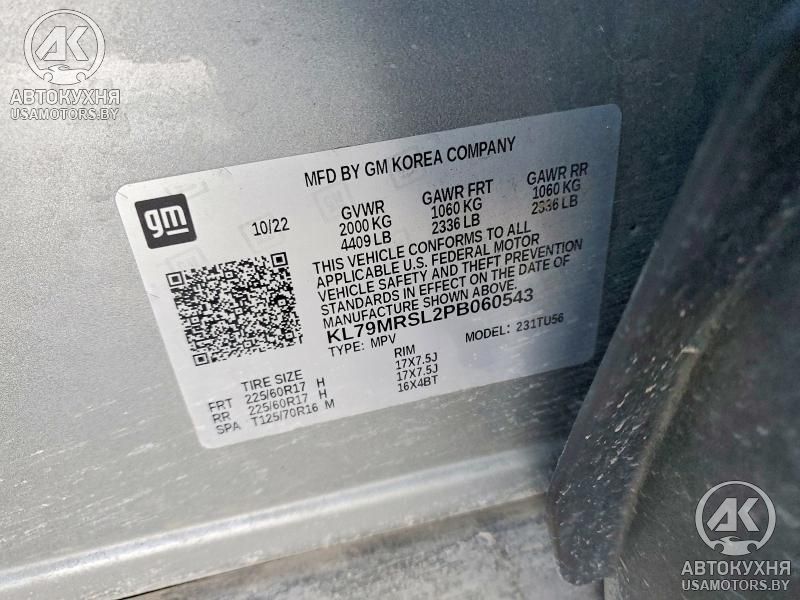 AK
АВТОКУХНЯ
USAMOTORS.BY
MFD BY GM KOREA COMPANY
gm
10/22
GVWR
2000 KG
4409 LB
GAWR FRT
1060 KG
2336 LB
GAWR RR
1060 KG
2336 LB
THIS VEHICLE CONFORMS TO ALL
APPLICABLE U.S. FEDERAL MOTOR
VEHICLE SAFETY AND THEFT PREVENTION
STANDARDS IN EFFECT ON THE DATE OF
MANUFACTURE SHOWN ABOVE.
KL79MRSL2PB060543
TYPE: MPV MODEL: 231TU56
TIRE SIZE RIM
FRT 225/60R17 H 17X7.5J
RR 225/60R17 H 17X7.5J
SPA T125/70R16 M 16X4BT
AK
АВТОКУХНЯ
USAMOTORS.BY